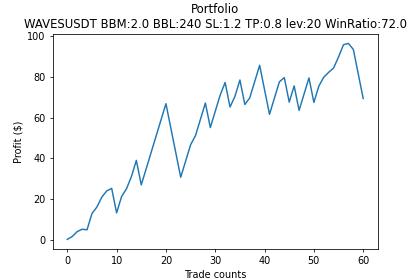 Portfolio
WAVESUSDT BBM:2.0 BBL:240 SL:1.2 TP:0.8 lev:20 WinRatio:72.0
100
80
60
40
20
0
Profit ($)
0 10 20 30 40 50 60
Trade counts